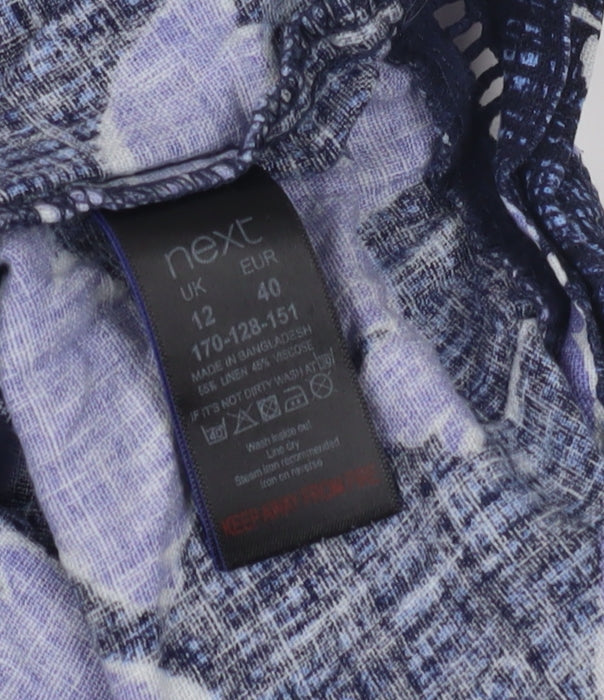 next
UK EUR
12 40
170-128-151
MADE IN BANGLADESH
55% LINEN 45% VISCOSE
IF IT'S NOT DIRTY WASH AT 30°
40
Wash inside out
Line dry
Steam iron recommended
Iron on reverse
KEEP AWAY FROM FIRE